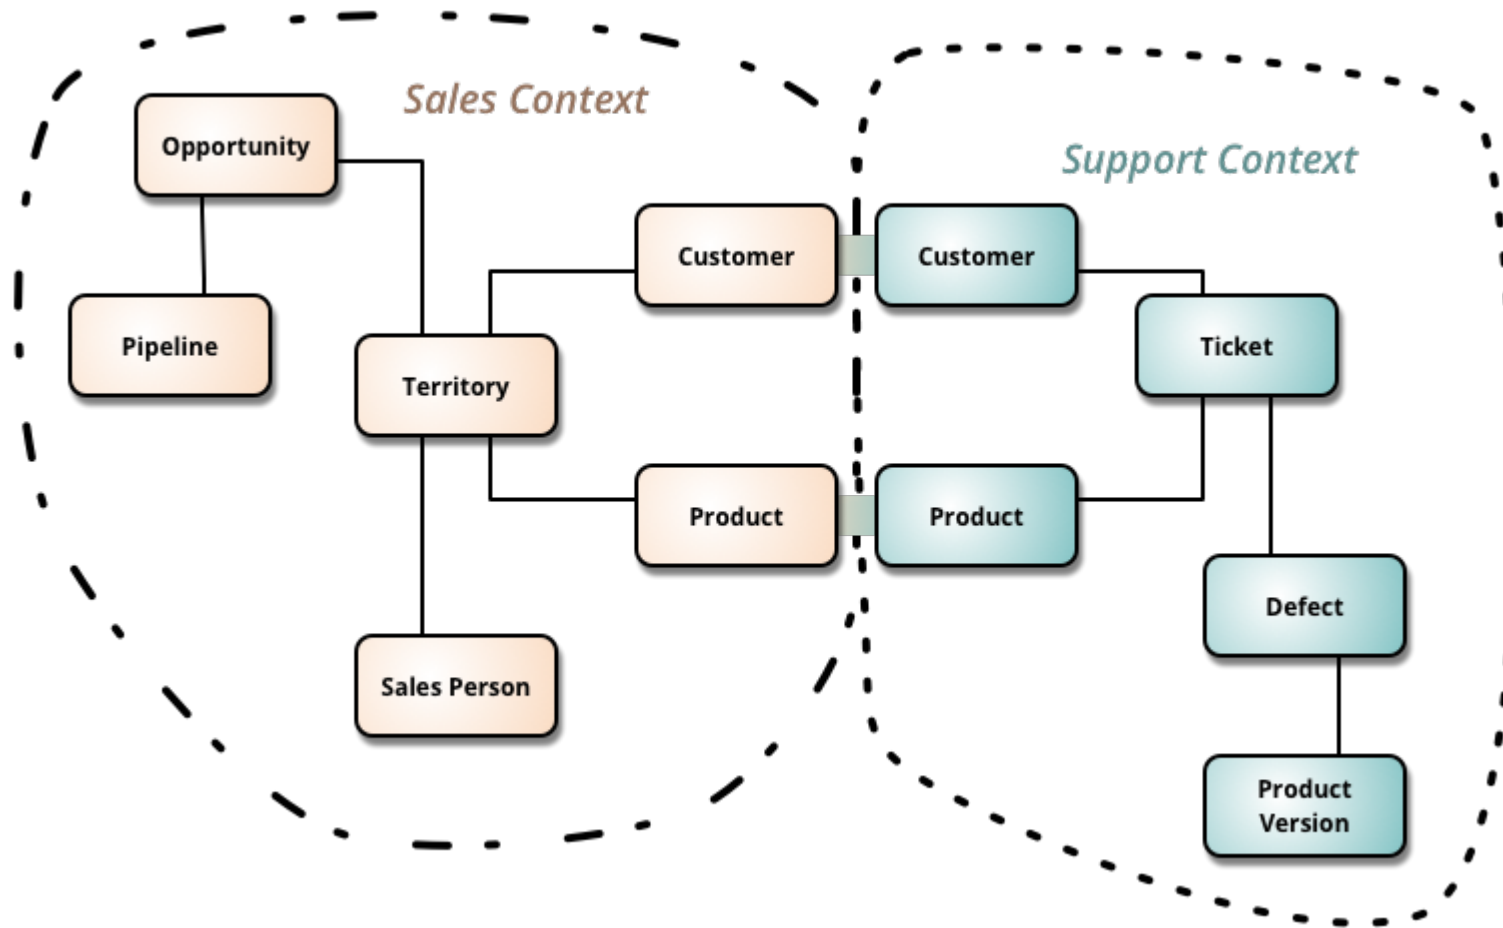 Sales Context
Opportunity
Support Context
Customer
Customer
Pipeline
Territory
Ticket
Product
Product
Defect
Sales Person
Product
Version